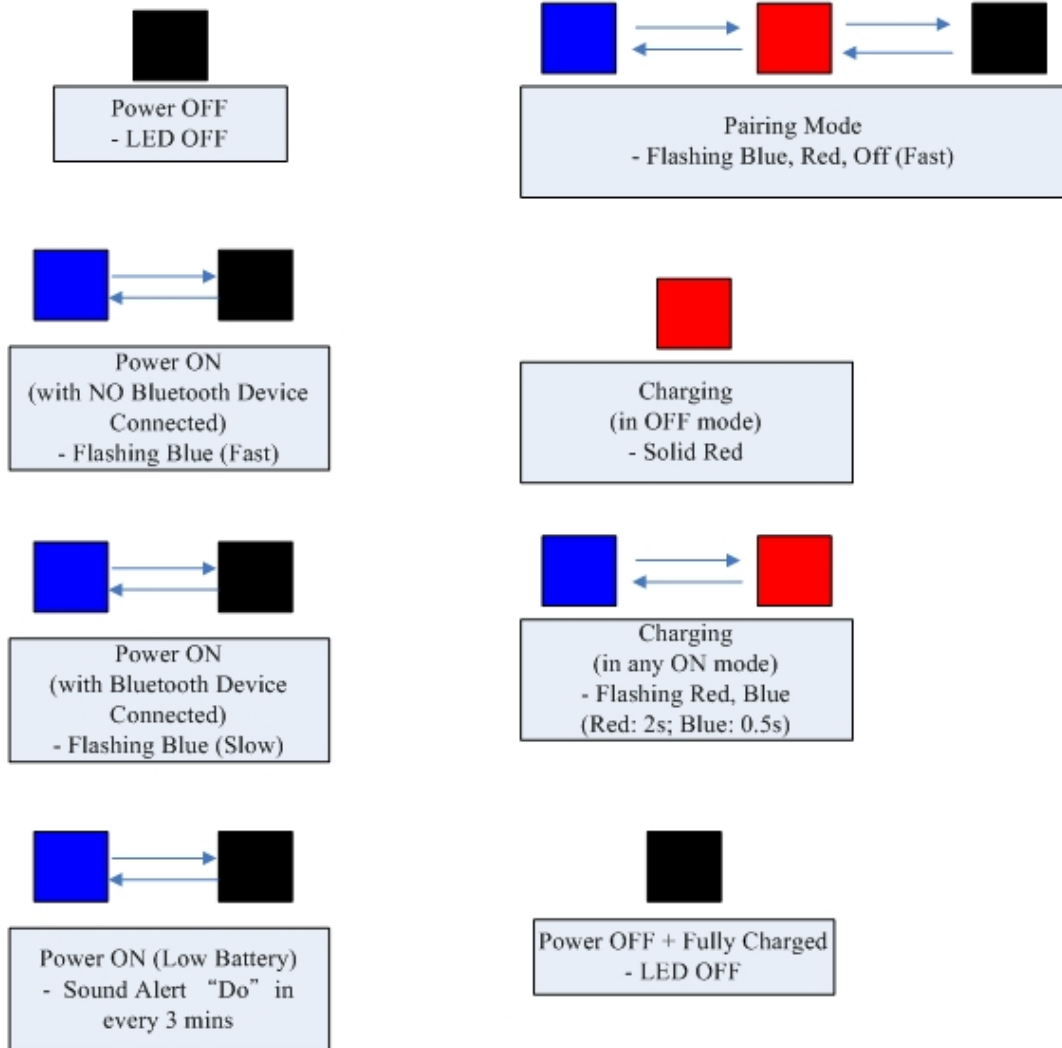 Power OFF
- LED OFF
Pairing Mode
- Flashing Blue, Red, Off (Fast)
Power ON
(with NO Bluetooth Device
Connected)
- Flashing Blue (Fast)
Charging
(in OFF mode)
- Solid Red
Power ON
(with Bluetooth Device
Connected)
- Flashing Blue (Slow)
Charging
(in any ON mode)
- Flashing Red, Blue
(Red: 2s; Blue: 0.5s)
Power ON (Low Battery)
- Sound Alert “Do” in
every 3 mins
Power OFF + Fully Charged
- LED OFF